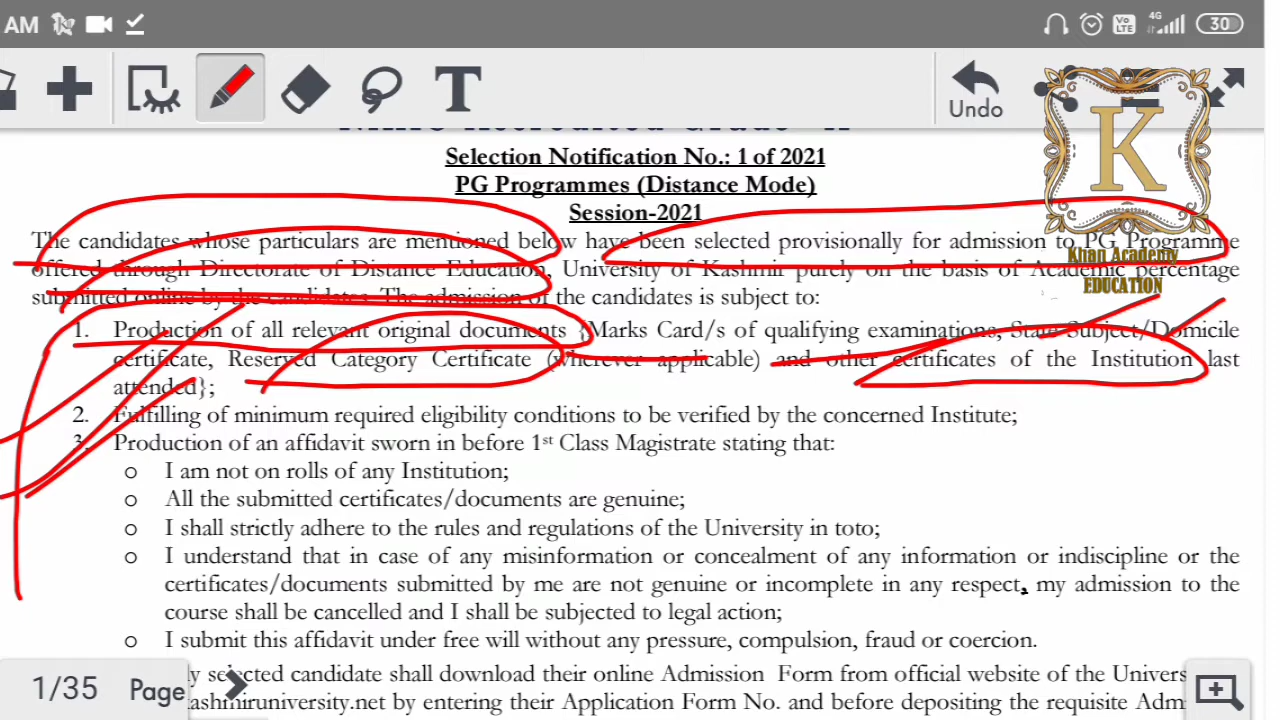 AM
4G
Vo LTE
30
T
Undo
K
Khan Academy
EDUCATION
Selection Notification No.: 1 of 2021
PG Programmes (Distance Mode)
Session-2021
The candidates whose particulars are mentioned below have been selected provisionally for admission to PG Programme
offered through Directorate of Distance Education, University of Kashmir purely on the basis of Academic percentage
submitted online by the candidates. The admission of the candidates is subject to:
1. Production of all relevant original documents {Marks Card/s of qualifying examinations, State Subject/Domicile
certificate, Reserved Category Certificate (wherever applicable) and other certificates of the Institution last
attended};
2. Fulfilling of minimum required eligibility conditions to be verified by the concerned Institute;
3. Production of an affidavit sworn in before 1st Class Magistrate stating that:
o I am not on rolls of any Institution;
o All the submitted certificates/documents are genuine;
o I shall strictly adhere to the rules and regulations of the University in toto;
o I understand that in case of any misinformation or concealment of any information or indiscipline or the
certificates/documents submitted by me are not genuine or incomplete in any respect, my admission to the
course shall be cancelled and I shall be subjected to legal action;
o I submit this affidavit under free will without any pressure, compulsion, fraud or coercion.
selected candidate shall download their online Admission Form from official website of the
ashmiruniversity.net by entering their Application Form No. and before depositing the requisite
1/35 Page